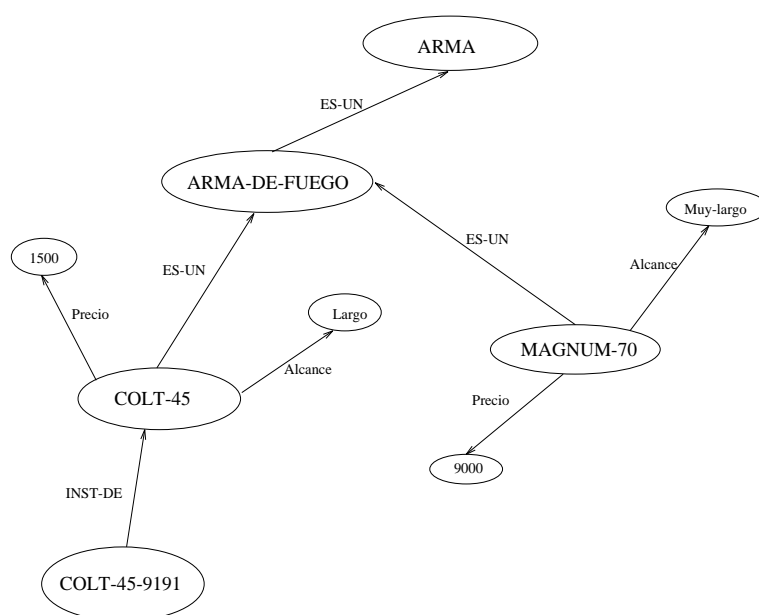 ARMA
ES-UN
ARMA-DE-FUEGO
Muy-largo
ES-UN
1500
ES-UN
Alcance
Precio
Largo
MAGNUM-70
Alcance
COLT-45
Precio
9000
INST-DE
COLT-45-9191